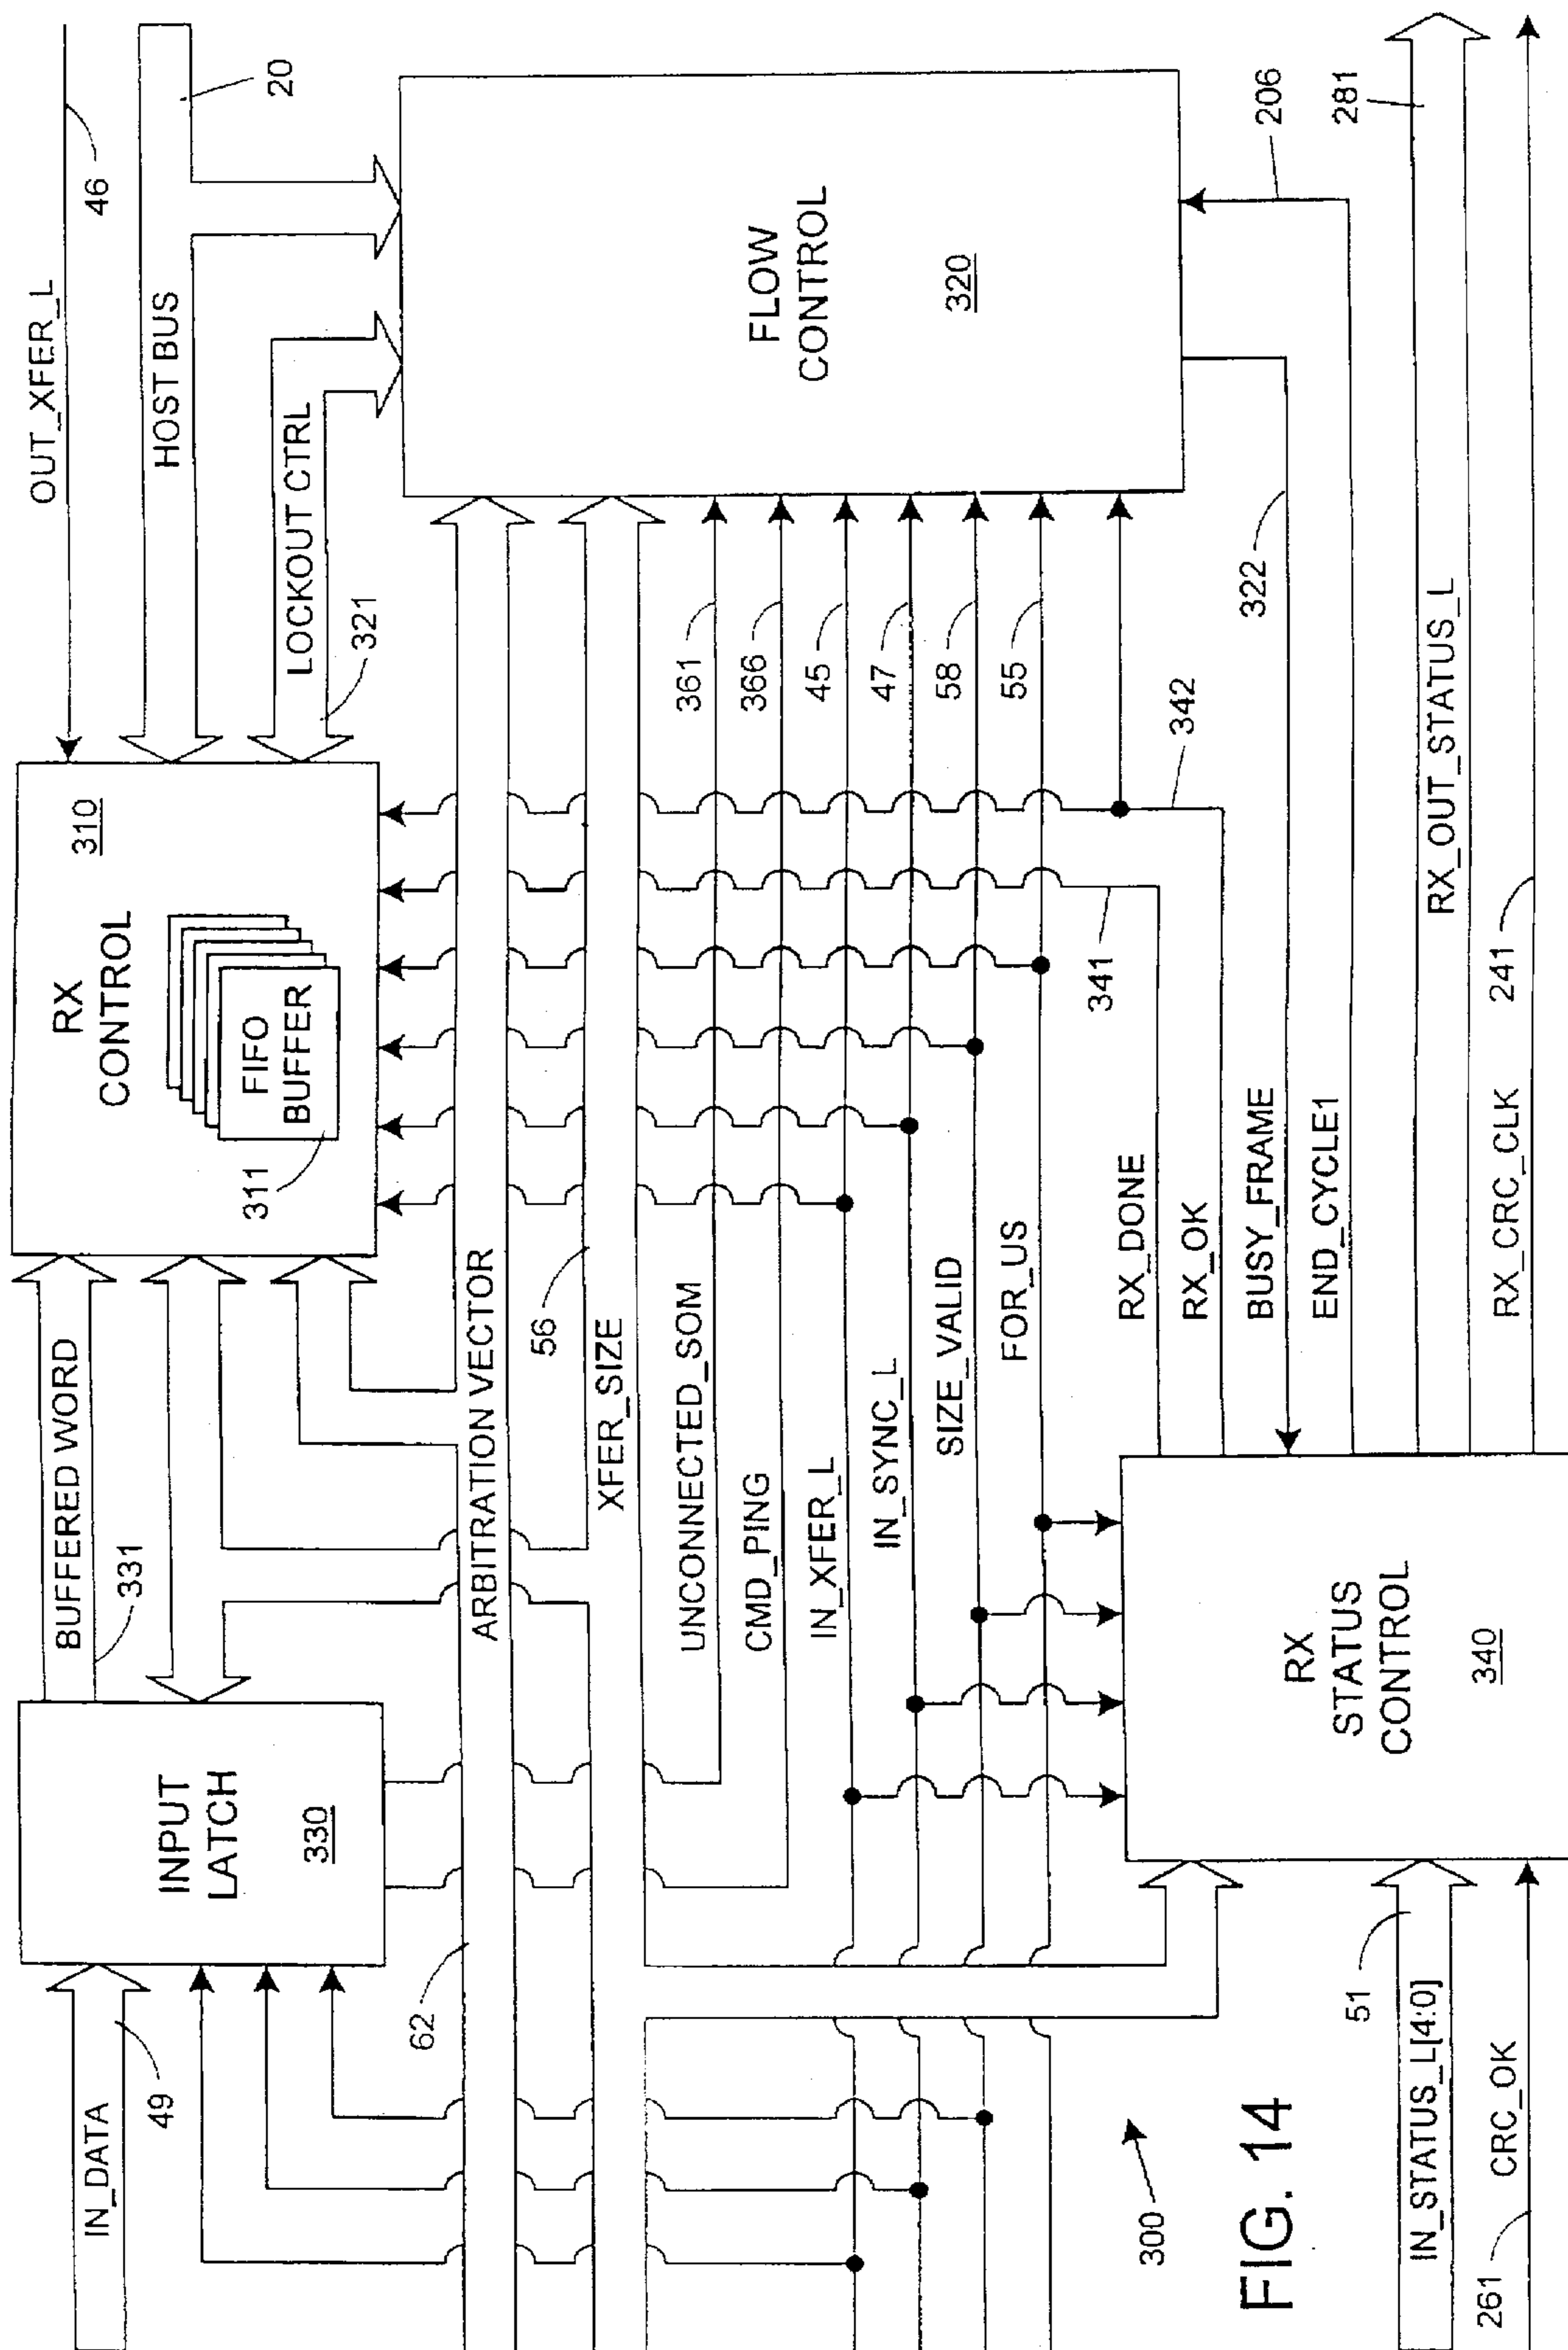 IN_DATA
49
INPUT
LATCH
330
BUFFERED WORD
331
RX
CONTROL
310
FIFO
BUFFER
311
OUT_XFER_L
46
HOST BUS
20
LOCKOUT CTRL
321
FLOW
CONTROL
320
62
ARBITRATION VECTOR
56
XFER_SIZE
UNCONNECTED_SOM
361
CMD_PING
366
IN_XFER_L
45
IN_SYNC_L
47
SIZE_VALID
58
FOR_US
55
RX_DONE
341
RX_OK
342
BUSY_FRAME
322
END_CYCLE1
206
RX
STATUS
CONTROL
340
RX_OUT_STATUS_L
281
RX_CRC_CLK
241
51
IN_STATUS_L[4:0]
261
CRC_OK
300
FIG. 14